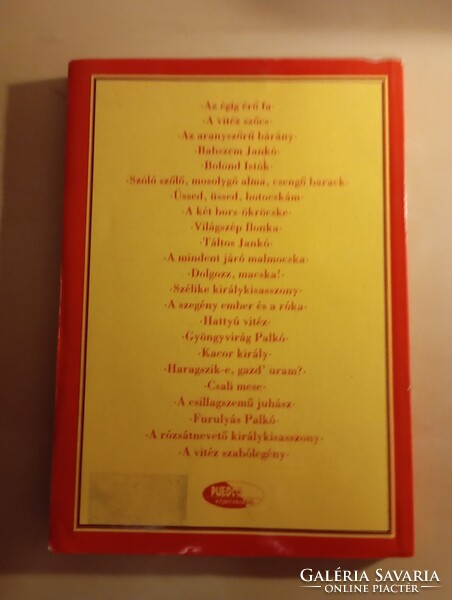 ·Az égig érő fa·
·A vitéz szűcs·
·Az aranyszőrű bárány·
·Babszem Jankó·
·Bolond Istók·
·Szóló szőlő, mosolygó alma, csengő barack·
·Üssed, üssed, botocskám·
·A két bors-ökröcske·
·Világszép Ilonka·
·Táltos Jankó·
·A mindent járó malmocska·
·Dolgozz, macska!·
·Szélike királykisasszony·
·A szegény ember és a róka·
·Hattyú vitéz·
·Gyöngyvirág Palkó·
·Kacor király·
·Haragszik-e, gazd' uram?·
·Csali mese·
·A csillagszemű juhász·
·Furulyás Palkó·
·A rózsátnevető királykisasszony·
·A vitéz szabólegény·
GALÉRIA SAVARIA
ONLINE PIACTÉR